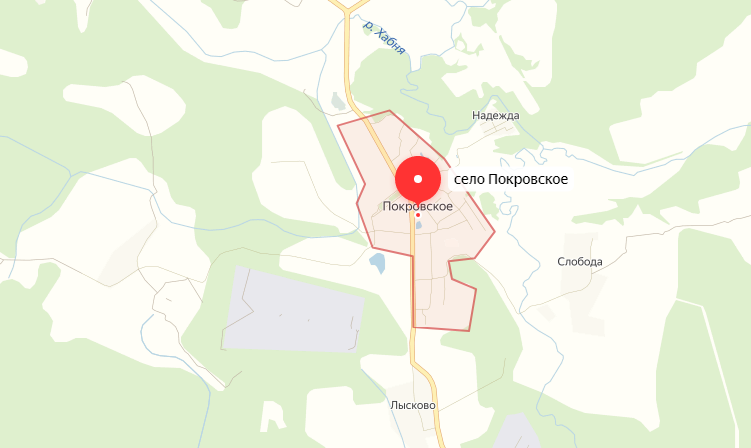 р. Хабня
Надежда
село Покровское
Покровское
Слобода
Лысково